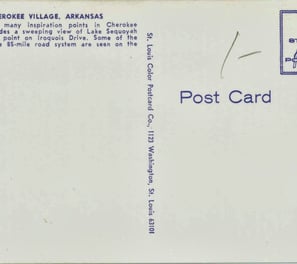 EROKEE VILLAGE, ARKANSAS
many inspiration points in Cherokee
des a sweeping view of Lake Sequoyah
point on Iroquois Drive. Some of the
85-mile road system are seen on the
St. Louis Color Postcard Co., 1123 Washington, St. Louis 63101
1-
Post Card